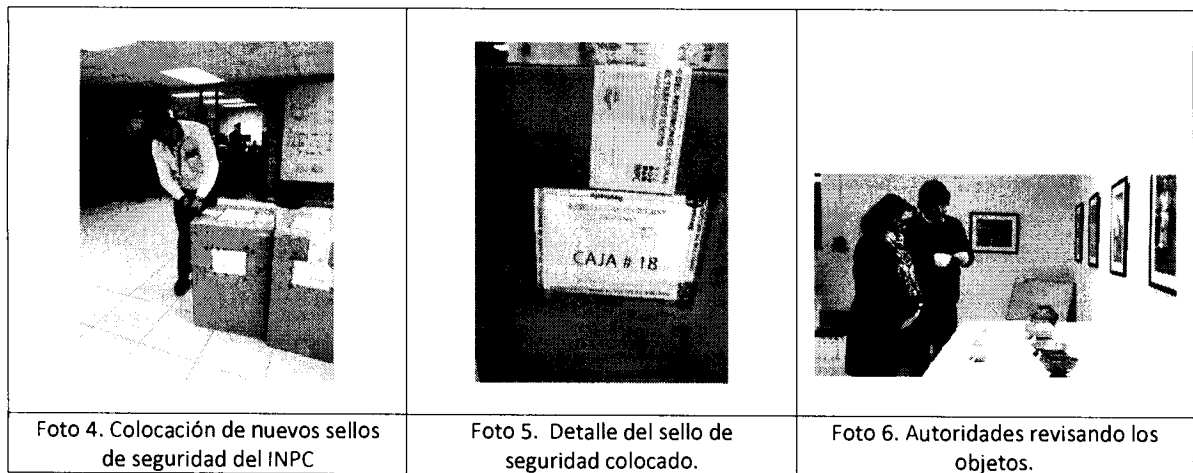 CAJA # 18
Foto 4. Colocación de nuevos sellos
de seguridad del INPC
Foto 5. Detalle del sello de
seguridad colocado.
Foto 6. Autoridades revisando los
objetos.